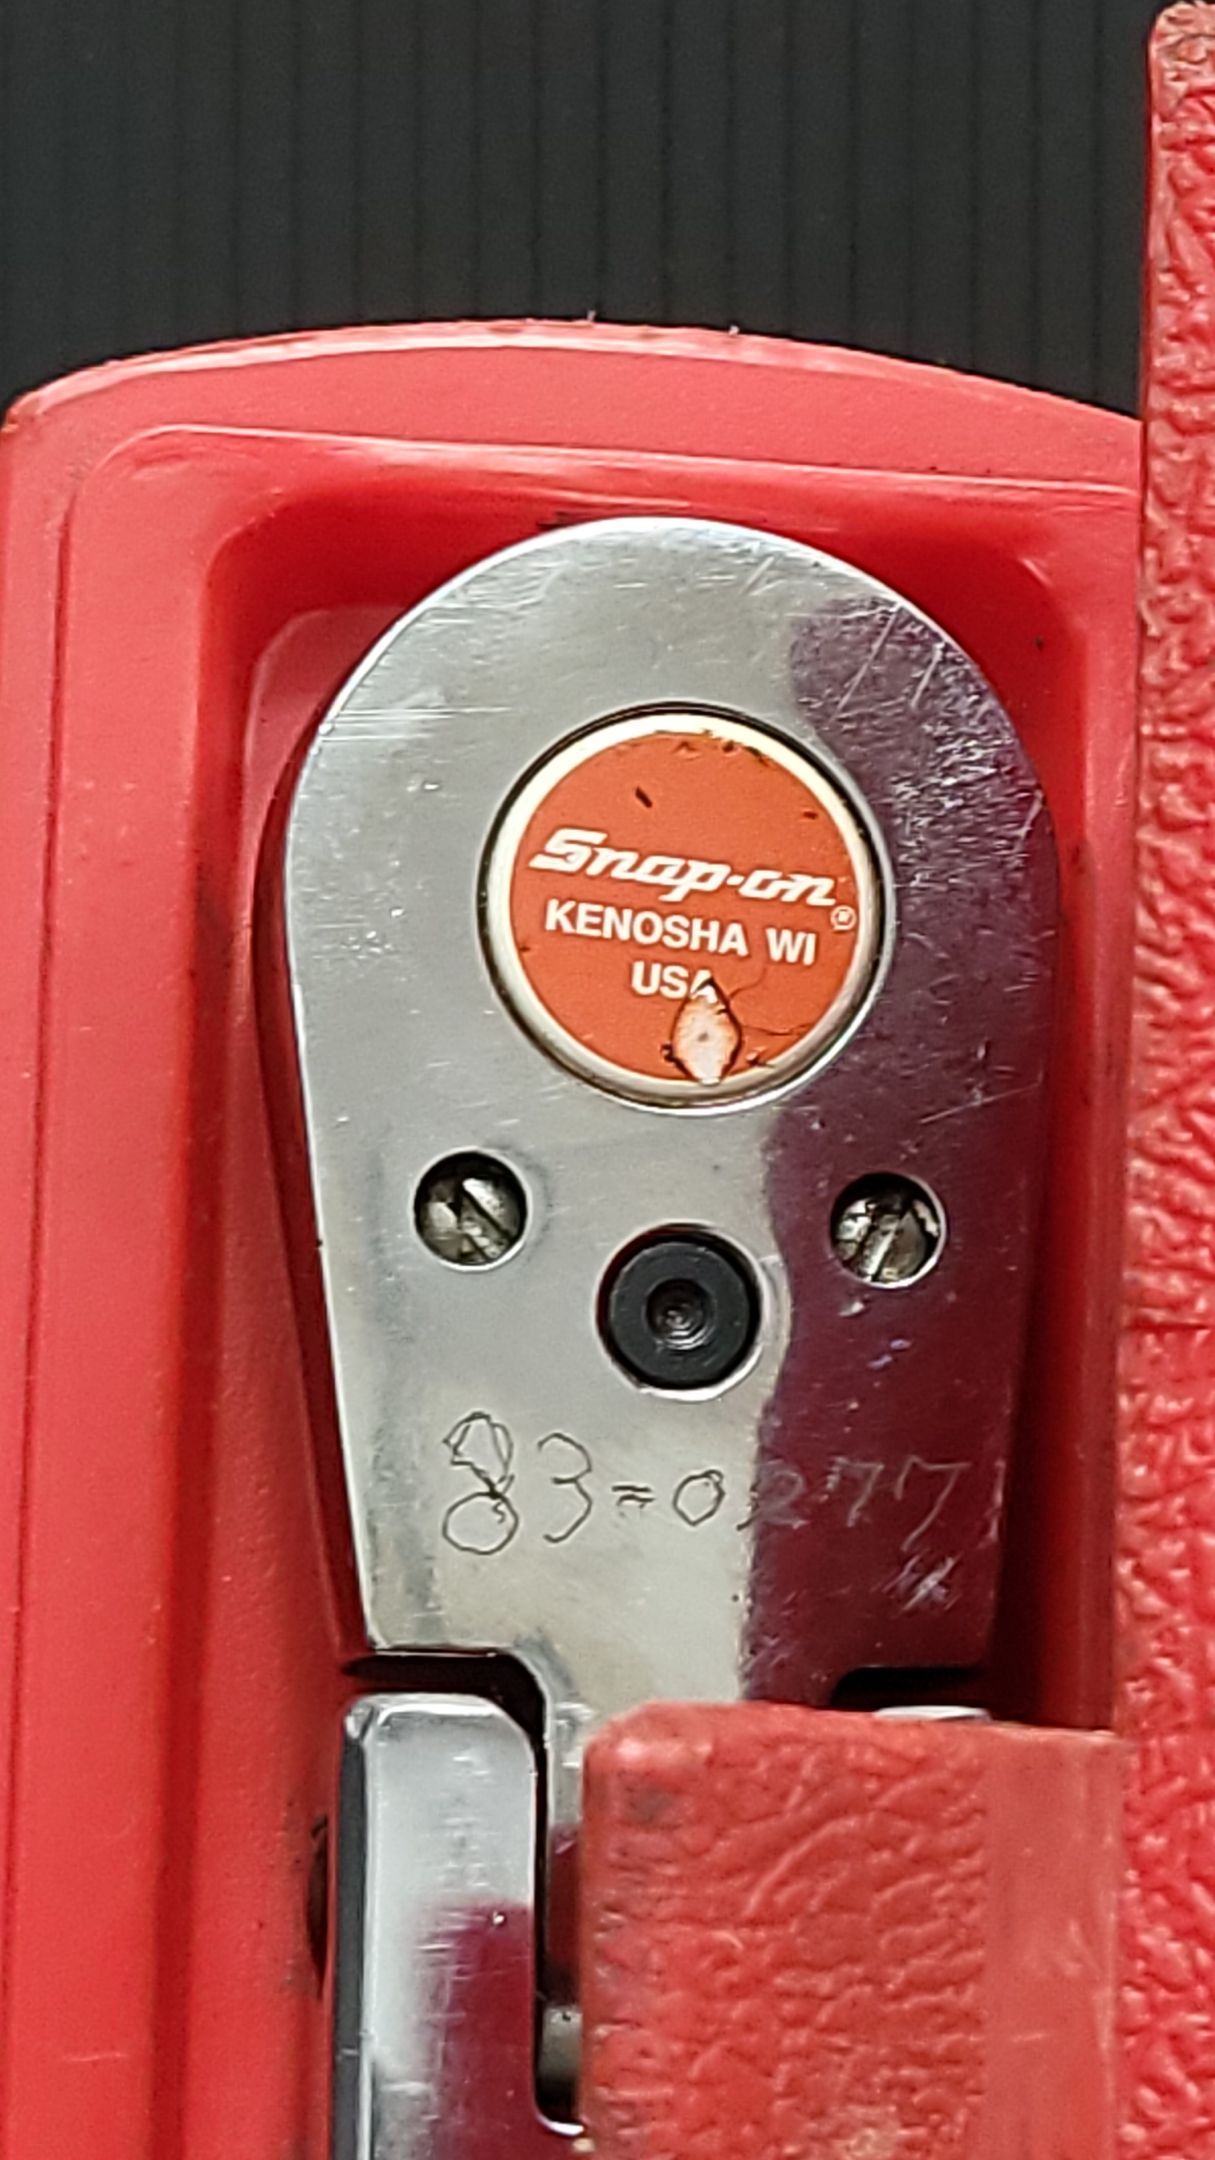 Snap-on®
KENOSHA WI
USA
83=0277